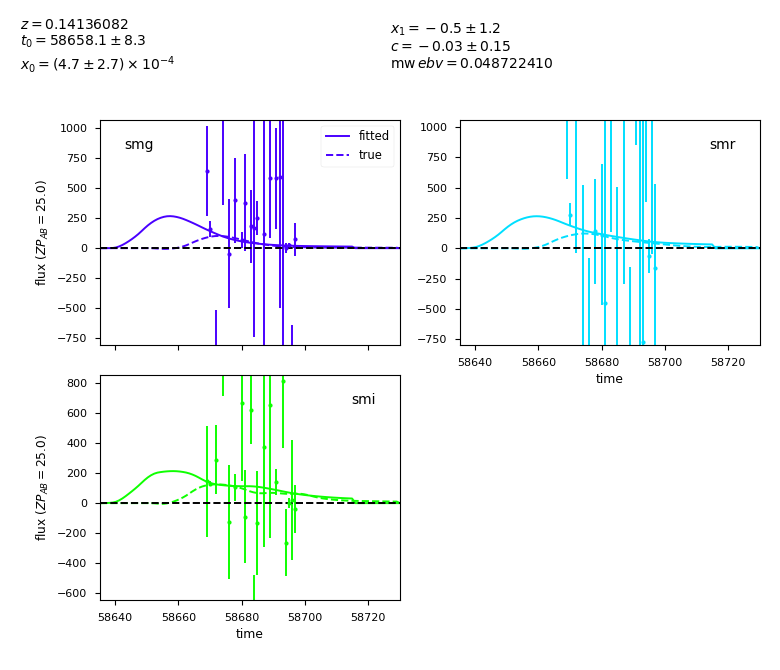 z = 0.14136082
t₀ = 58658.1 ± 8.3
x₀ = (4.7 ± 2.7) × 10⁻⁴
x₁ = −0.5 ± 1.2
c = −0.03 ± 0.15
mw ebv = 0.048722410
smg
fitted
true
1000
750
500
250
0
−250
−500
−750
flux (ZP_AB = 25.0)
smr
1000
750
500
250
0
−250
−500
−750
58640 58660 58680 58700 58720
time
smi
800
600
400
200
0
−200
−400
−600
flux (ZP_AB = 25.0)
58640 58660 58680 58700 58720
time